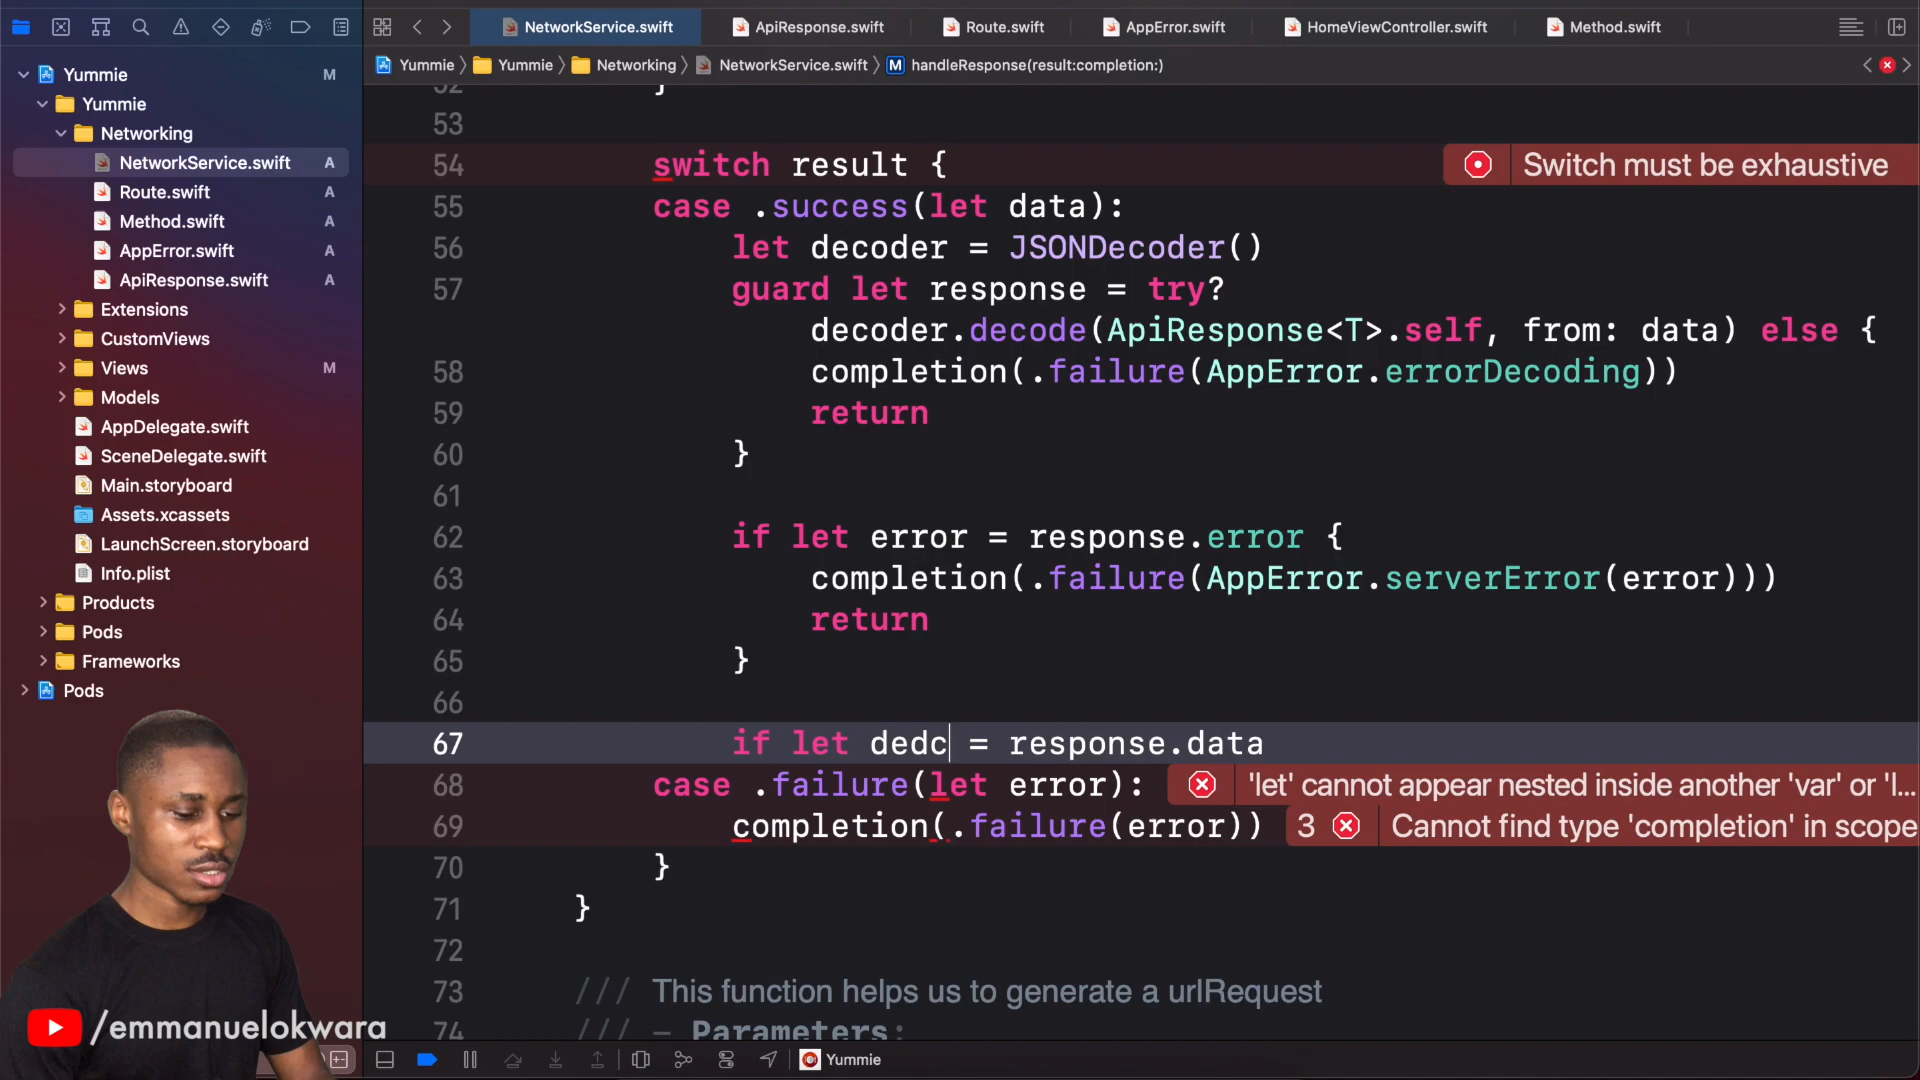 NetworkService.swift
ApiResponse.swift
Route.swift
AppError.swift
HomeViewController.swift
Method.swift
Yummie
Yummie
Networking
NetworkService.swift
M handleResponse(result:completion:)
Yummie M
Yummie
Networking
NetworkService.swift A
Route.swift A
Method.swift A
AppError.swift A
ApiResponse.swift A
Extensions
CustomViews
Views M
Models
AppDelegate.swift
SceneDelegate.swift
Main.storyboard
Assets.xcassets
LaunchScreen.storyboard
Info.plist
Products
Pods
Frameworks
Pods
52 }
53
54 switch result { Switch must be exhaustive
55 case .success(let data):
56 let decoder = JSONDecoder()
57 guard let response = try?
decoder.decode(ApiResponse<T>.self, from: data) else {
58 completion(.failure(AppError.errorDecoding))
59 return
60 }
61
62 if let error = response.error {
63 completion(.failure(AppError.serverError(error)))
64 return
65 }
66
67 if let dedc = response.data
68 case .failure(let error): 'let' cannot appear nested inside another 'var' or 'l...
69 completion(.failure(error)) 3 Cannot find type 'completion' in scope
70 }
71 }
72
73 /// This function helps us to generate a urlRequest
74 /// – Parameters:
/emmanuelokwara
Yummie